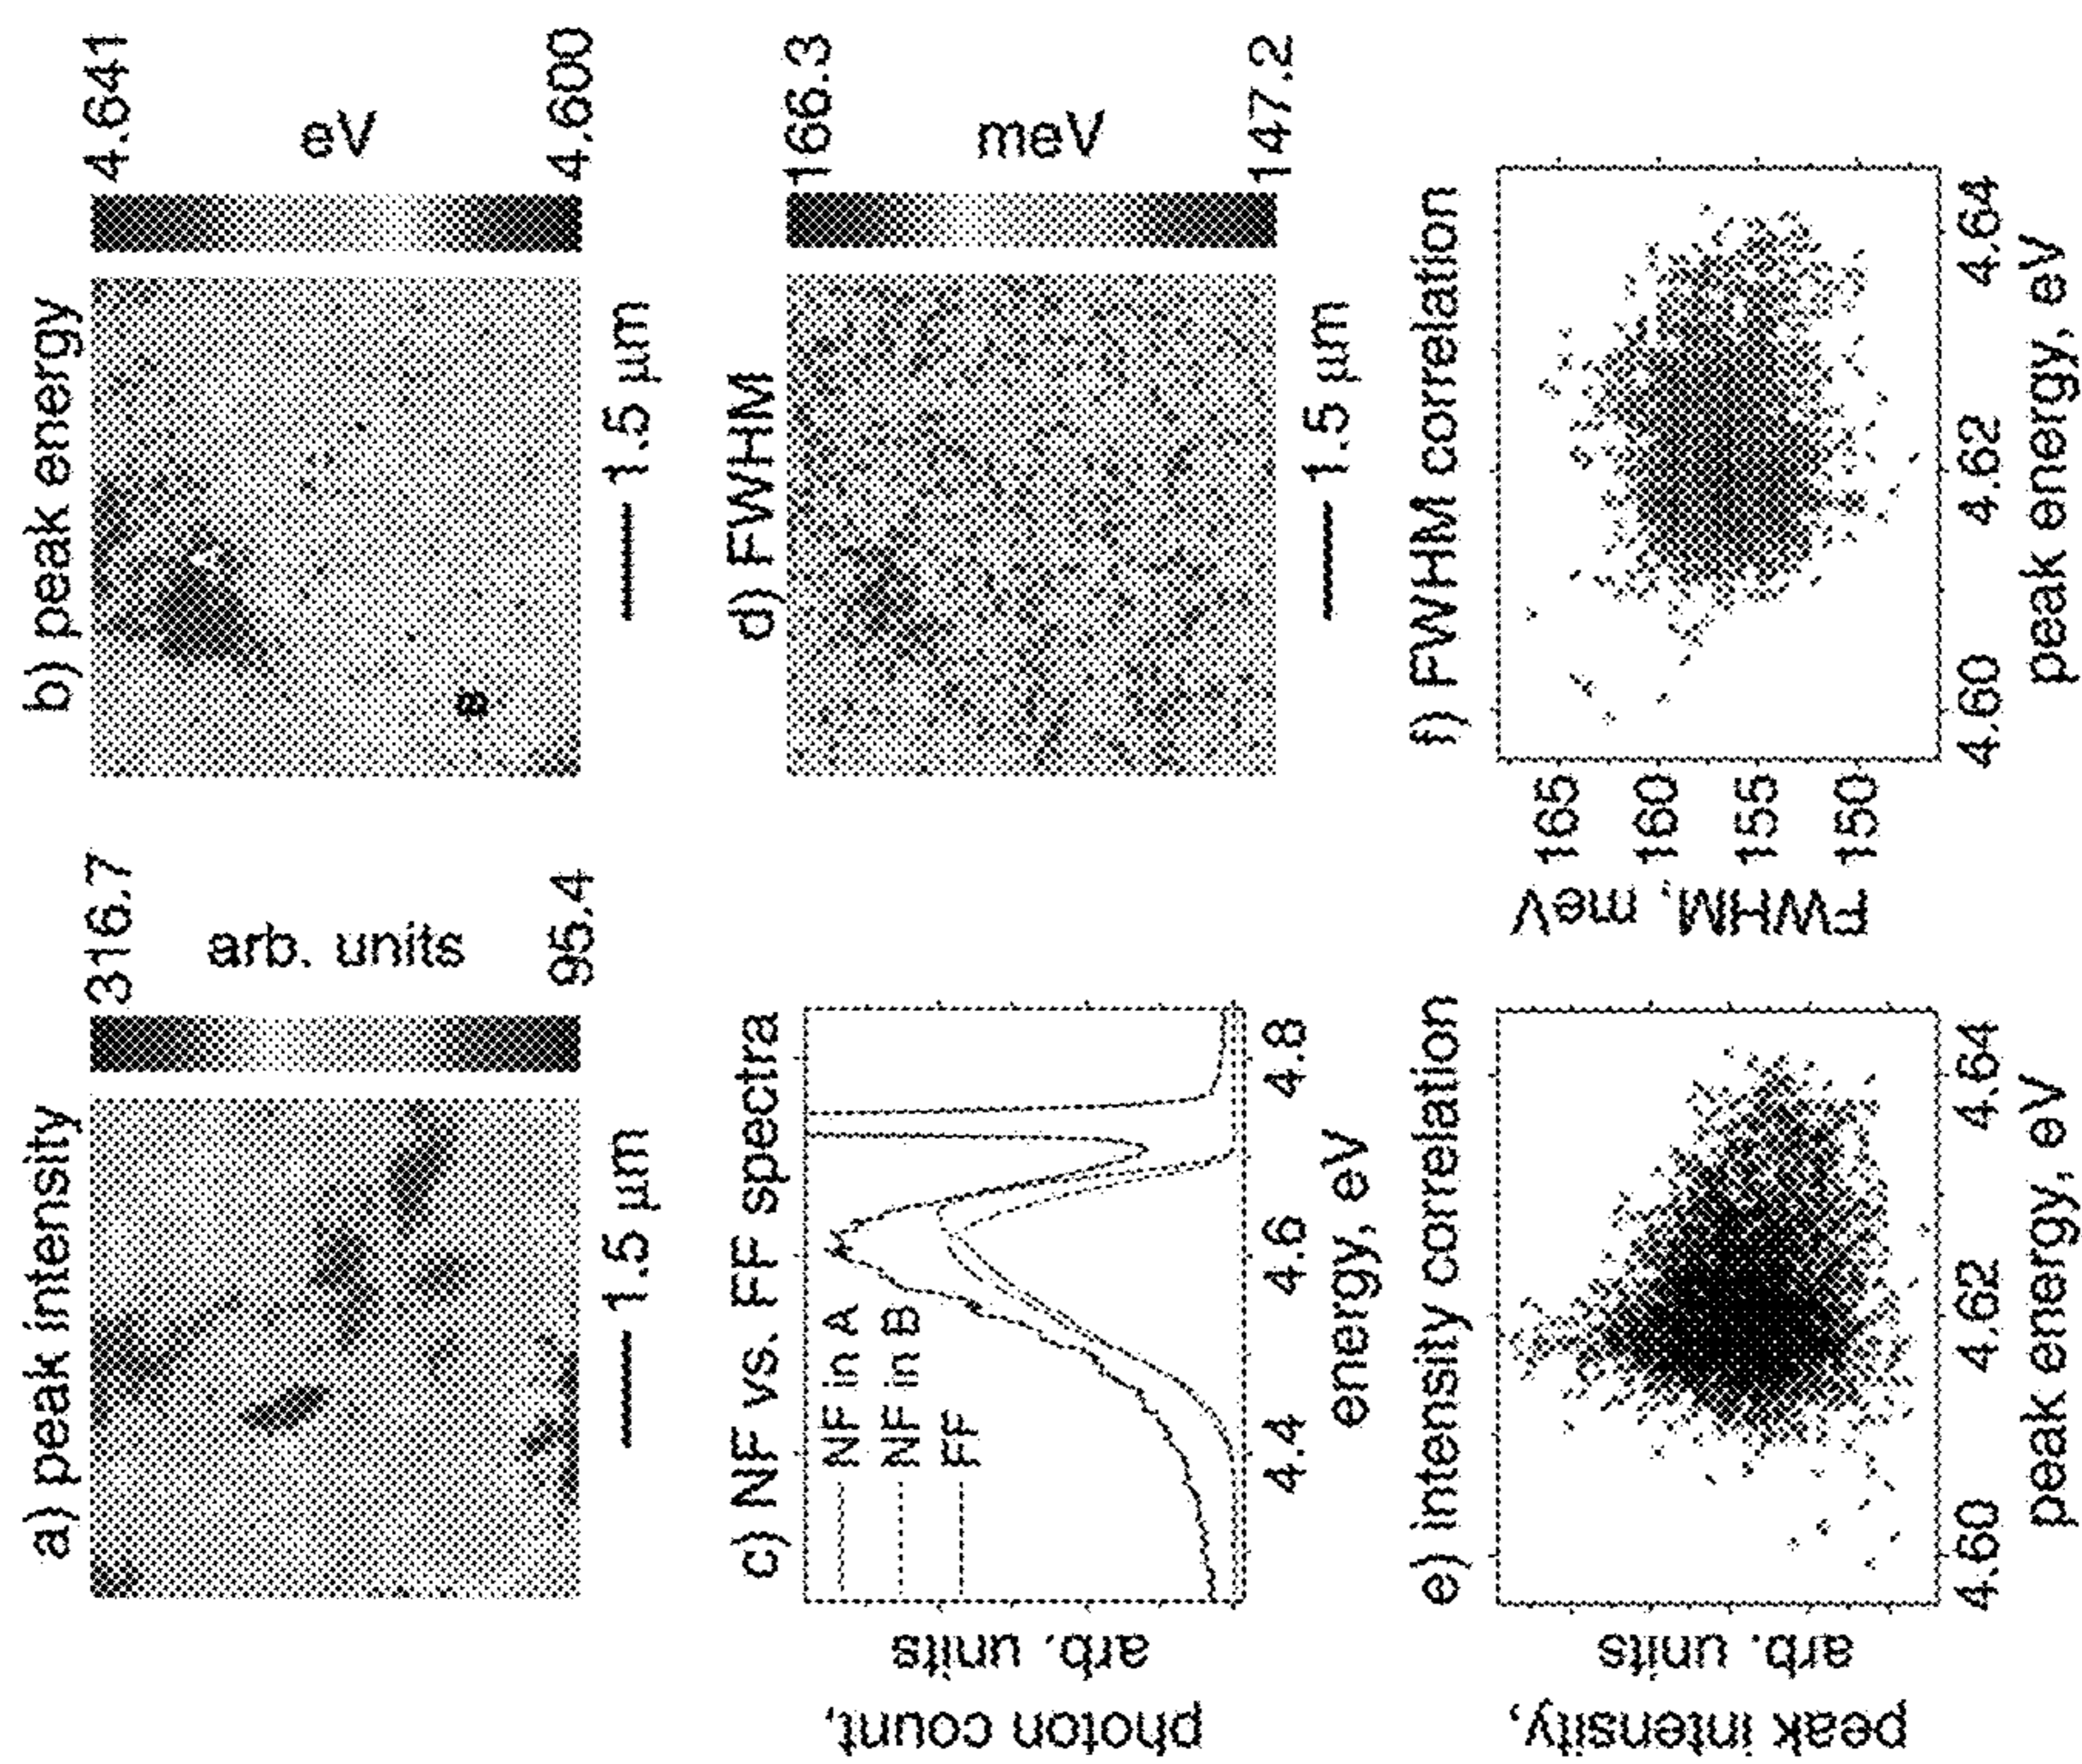 a) peak intensity
316.7
arb. units
95.4
1.5 µm
b) peak energy
4.641
eV
4.600
1.5 µm
c) NF vs. FF spectra
NF in A
NF in B
FF
photon count,
arb. units
4.4
4.6
4.8
energy, eV
d) FWHM
166.3
meV
147.2
1.5 µm
e) intensity correlation
peak intensity,
arb. units
4.60
4.62
4.64
peak energy, eV
f) FWHM correlation
FWHM, meV
165
160
155
150
4.60
4.62
4.64
peak energy, eV